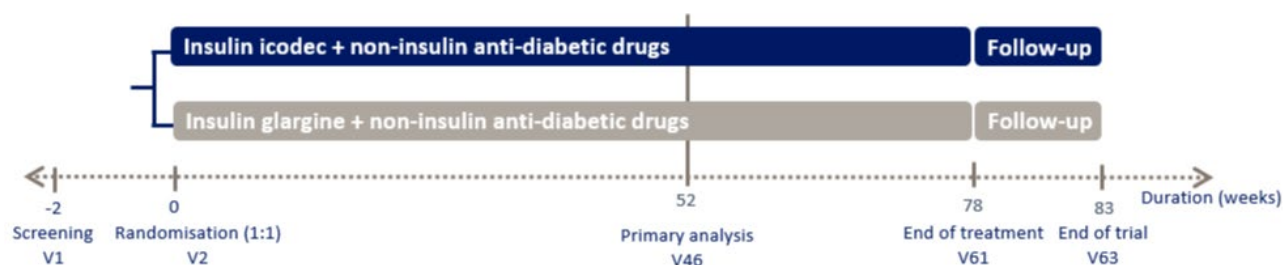 Insulin icodec + non-insulin anti-diabetic drugs
Follow-up
Insulin glargine + non-insulin anti-diabetic drugs
Follow-up
-2
0
52
78
83
Duration (weeks)
Screening
Randomisation (1:1)
Primary analysis
End of treatment
End of trial
V1
V2
V46
V61
V63